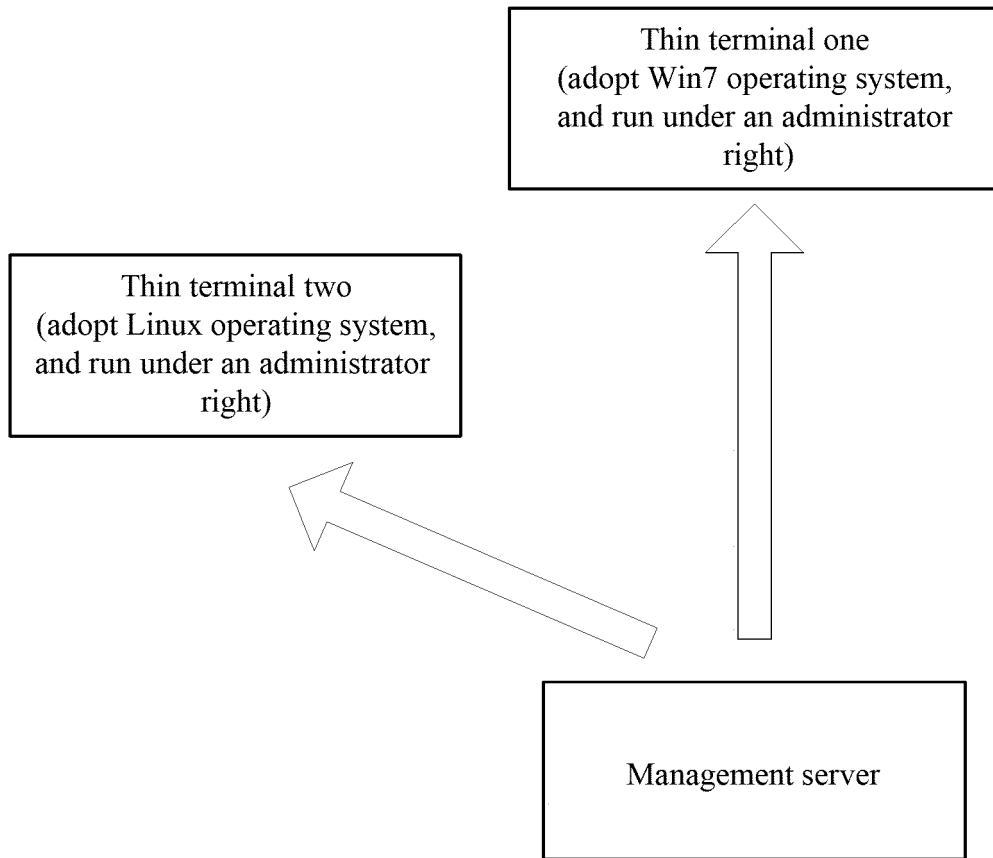 Thin terminal one
(adopt Win7 operating system,
and run under an administrator
right)
Thin terminal two
(adopt Linux operating system,
and run under an administrator
right)
Management server